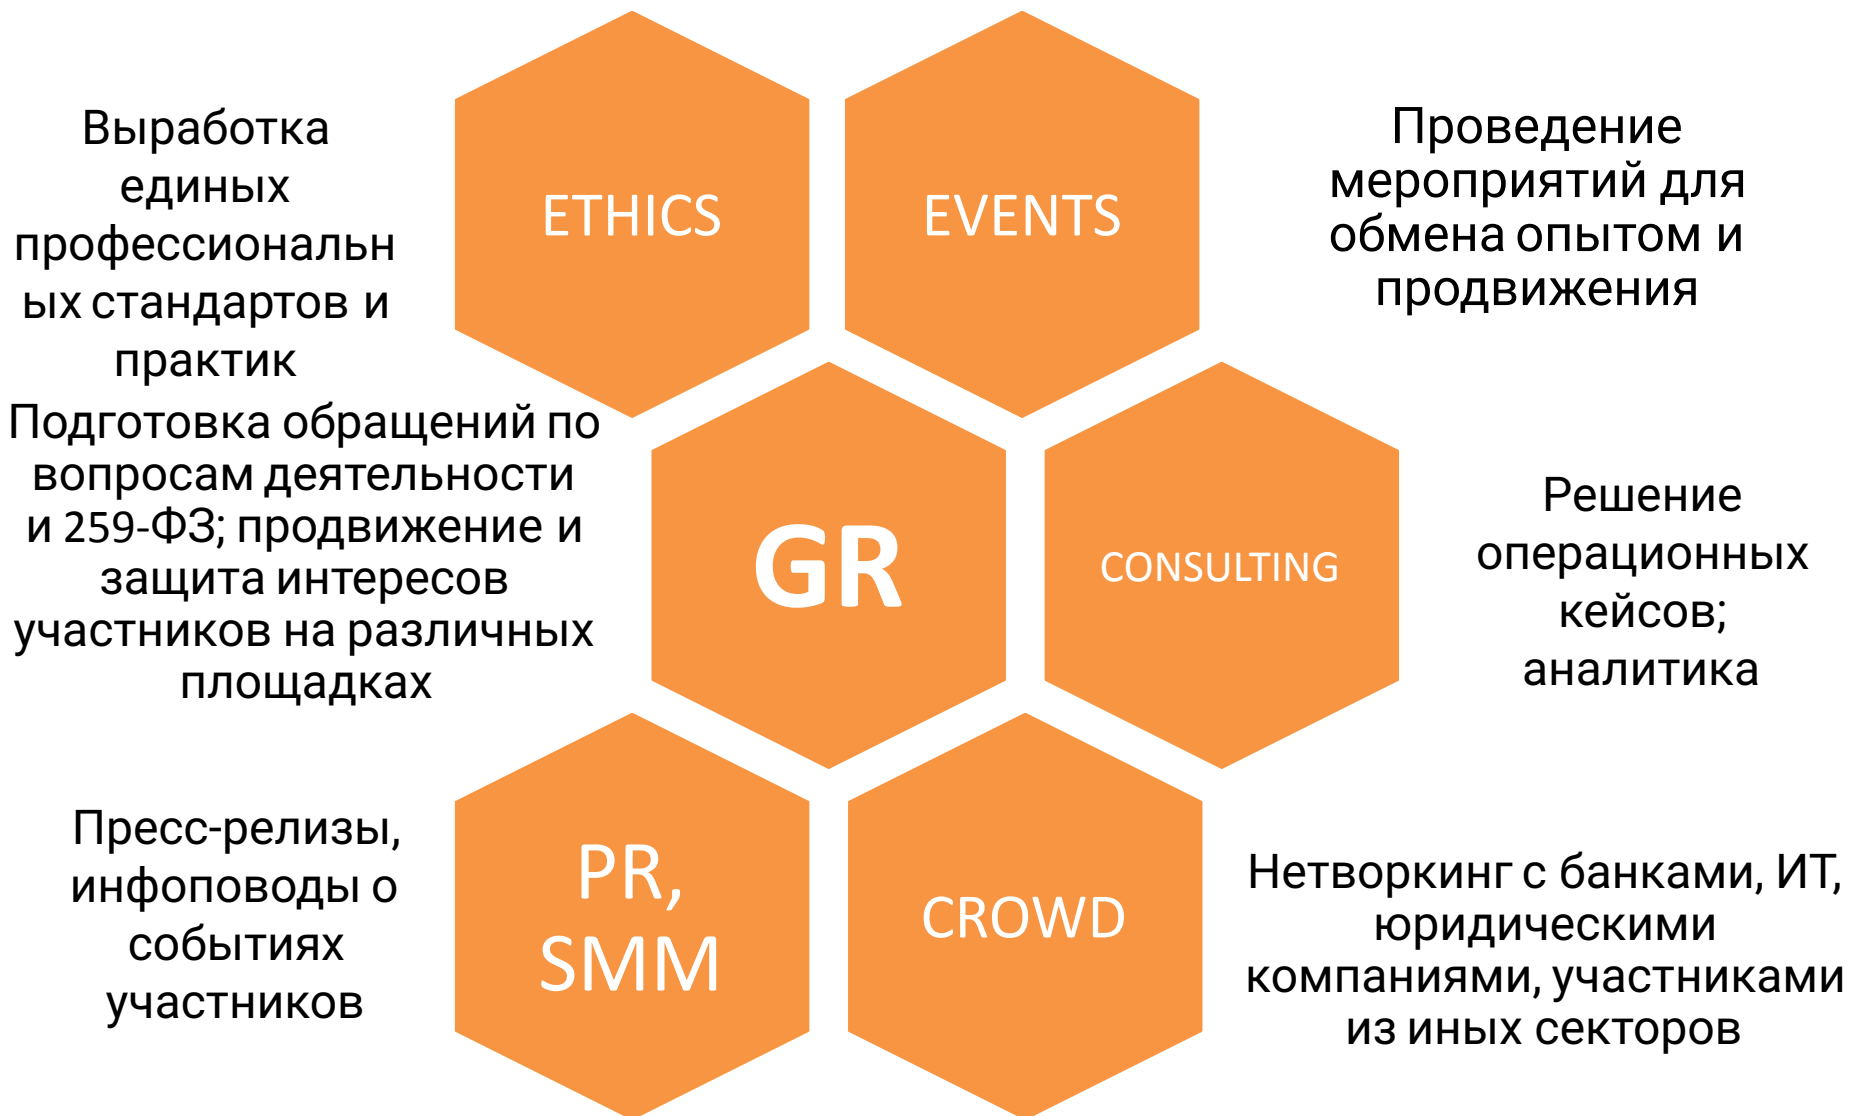 Выработка
единых
профессиональн
ых стандартов и
практик
ETHICS
EVENTS
Проведение
мероприятий для
обмена опытом и
продвижения
Подготовка обращений по
вопросам деятельности
и 259-ФЗ; продвижение и
защита интересов
участников на различных
площадках
GR
CONSULTING
Решение
операционных
кейсов;
аналитика
Пресс-релизы,
инфоповоды о
событиях
участников
PR,
SMM
CROWD
Нетворкинг с банками, ИТ,
юридическими
компаниями, участниками
из иных секторов